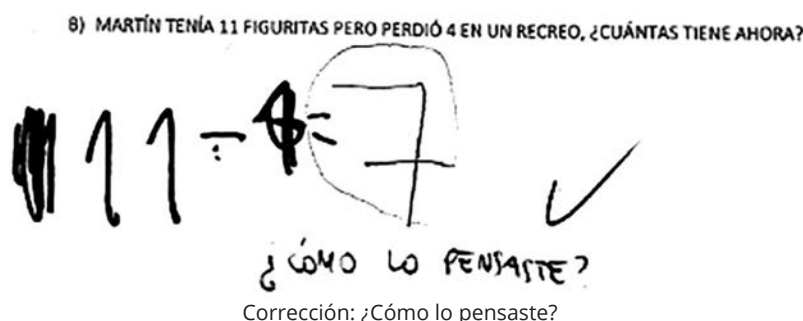 8) MARTÍN TENÍA 11 FIGURITAS PERO PERDIÓ 4 EN UN RECREO, ¿CUÁNTAS TIENE AHORA?
11 - 4 = 7
¿CÓMO LO PENSASTE?
Corrección: ¿Cómo lo pensaste?